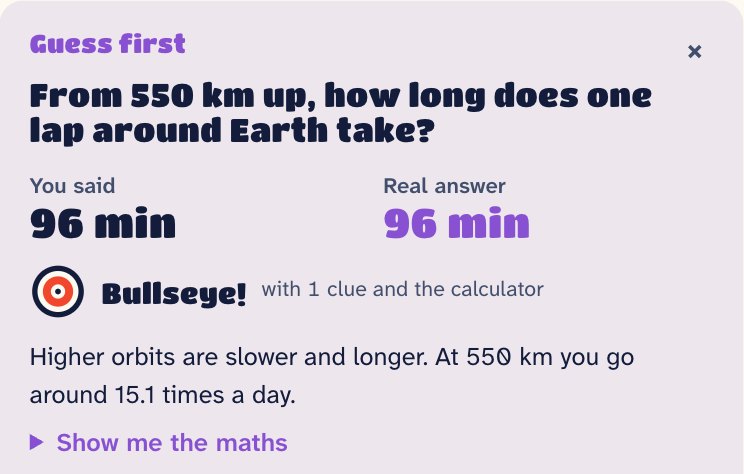 Guess first
×
From 550 km up, how long does one
lap around Earth take?
You said
Real answer
96 min
96 min
Bullseye! with 1 clue and the calculator
Higher orbits are slower and longer. At 550 km you go
around 15.1 times a day.
▶ Show me the maths